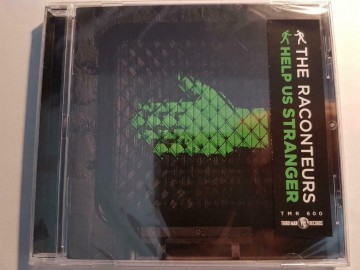 THE RACONTEURS
HELP US STRANGER
TMR 600
THIRD MAN RECORDS